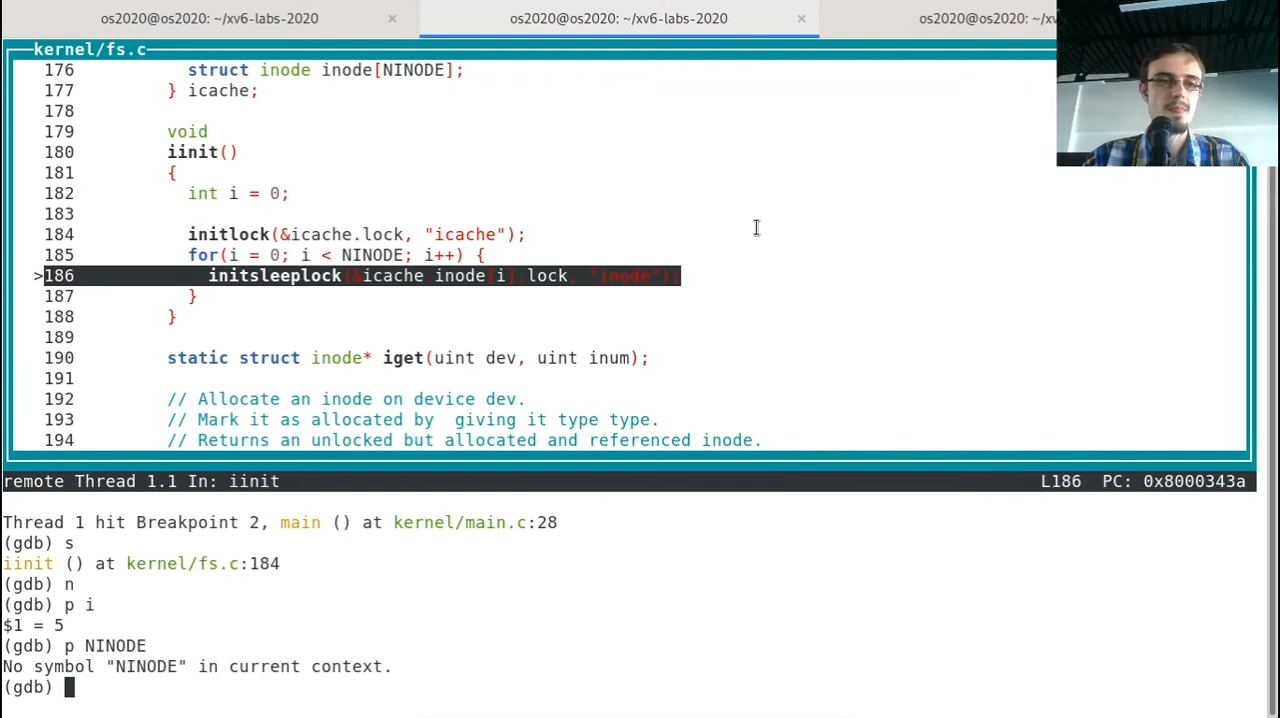 os2020@os2020: ~/xv6-labs-2020 × os2020@os2020: ~/xv6-labs-2020 × os2020@os2020: ~/xv
kernel/fs.c
176 struct inode inode[NINODE];
177 } icache;
178
179 void
180 iinit()
181 {
182 int i = 0;
183
184 initlock(&icache.lock, "icache");
185 for(i = 0; i < NINODE; i++) {
>186 initsleeplock(&icache.inode[i].lock, "inode");
187 }
188 }
189
190 static struct inode* iget(uint dev, uint inum);
191
192 // Allocate an inode on device dev.
193 // Mark it as allocated by  giving it type type.
194 // Returns an unlocked but allocated and referenced inode.
remote Thread 1.1 In: iinit L186 PC: 0x8000343a
Thread 1 hit Breakpoint 2, main () at kernel/main.c:28
(gdb) s
iinit () at kernel/fs.c:184
(gdb) n
(gdb) p i
$1 = 5
(gdb) p NINODE
No symbol "NINODE" in current context.
(gdb)